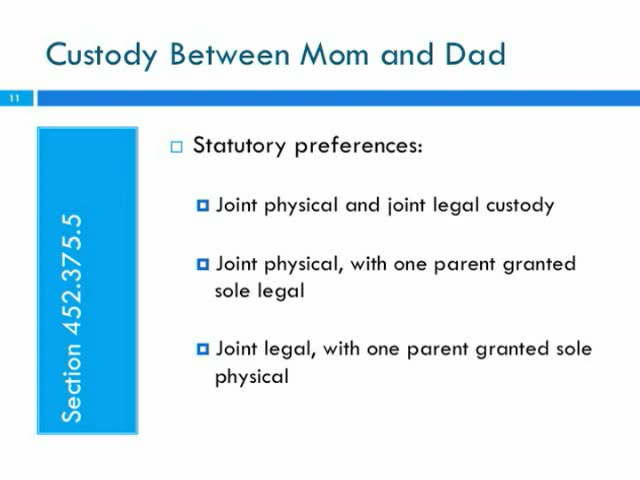 Custody Between Mom and Dad
11
Section 452.375.5
Statutory preferences:
Joint physical and joint legal custody
Joint physical, with one parent granted
sole legal
Joint legal, with one parent granted sole
physical